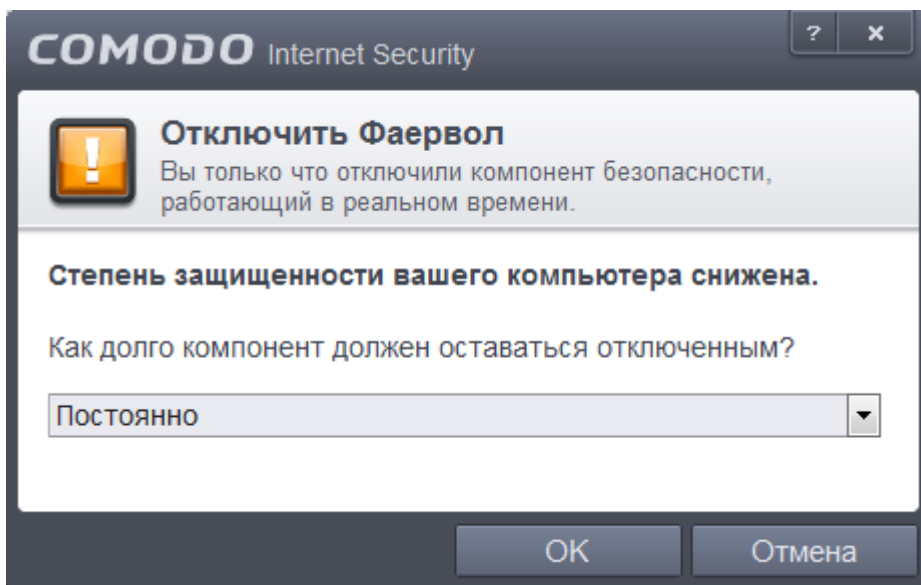 COMODO Internet Security
? x
Отключить Фаервол
Вы только что отключили компонент безопасности,
работающий в реальном времени.
Степень защищенности вашего компьютера снижена.
Как долго компонент должен оставаться отключенным?
Постоянно
OK Отмена